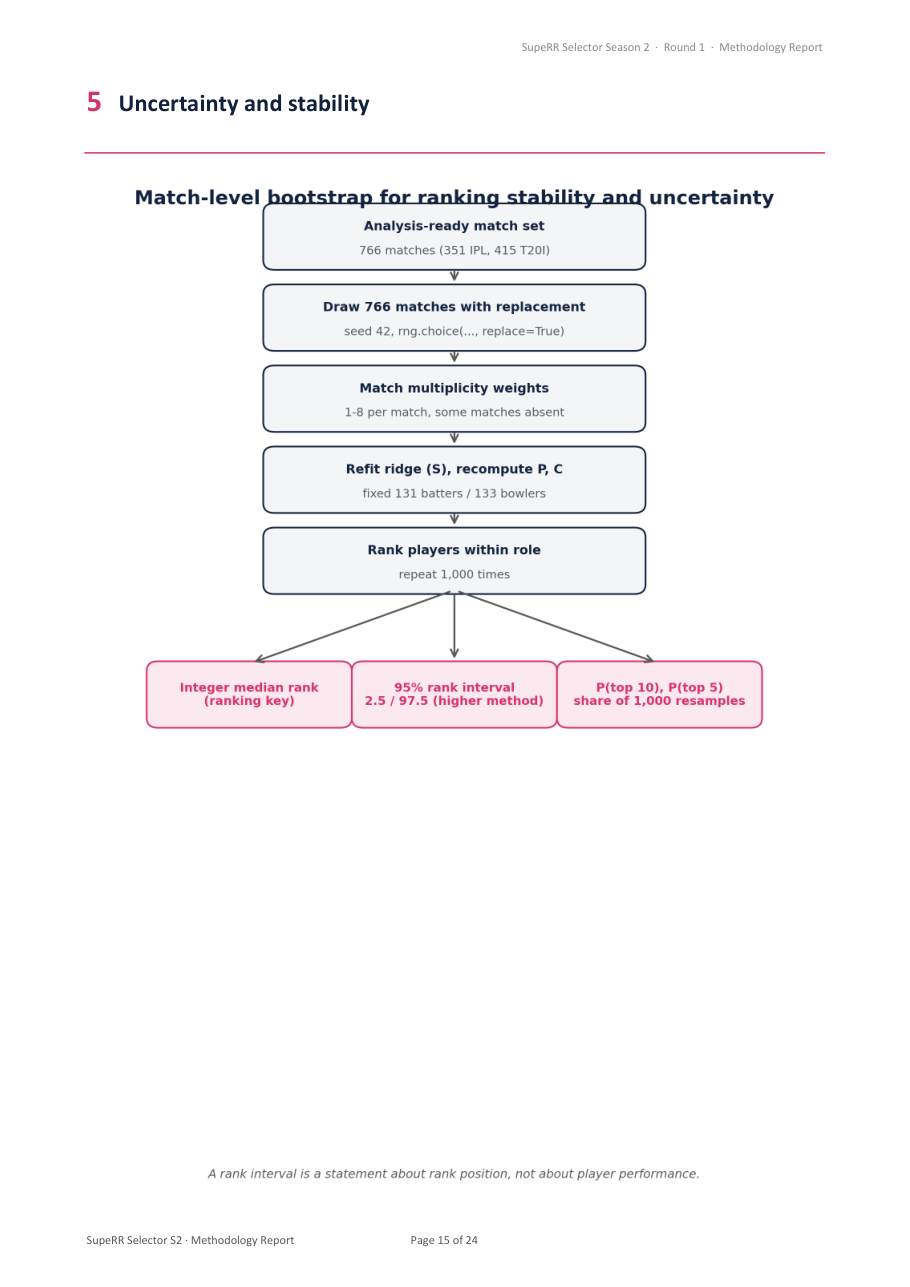 SupeRR Selector Season 2 · Round 1 · Methodology Report
5 Uncertainty and stability
Match-level bootstrap for ranking stability and uncertainty
Analysis-ready match set
766 matches (351 IPL, 415 T20I)
Draw 766 matches with replacement
seed 42, rng.choice(..., replace=True)
Match multiplicity weights
1-8 per match, some matches absent
Refit ridge (S), recompute P, C
fixed 131 batters / 133 bowlers
Rank players within role
repeat 1,000 times
Integer median rank
(ranking key)
95% rank interval
2.5 / 97.5 (higher method)
P(top 10), P(top 5)
share of 1,000 resamples
A rank interval is a statement about rank position, not about player performance.
SupeRR Selector S2 · Methodology Report
Page 15 of 24